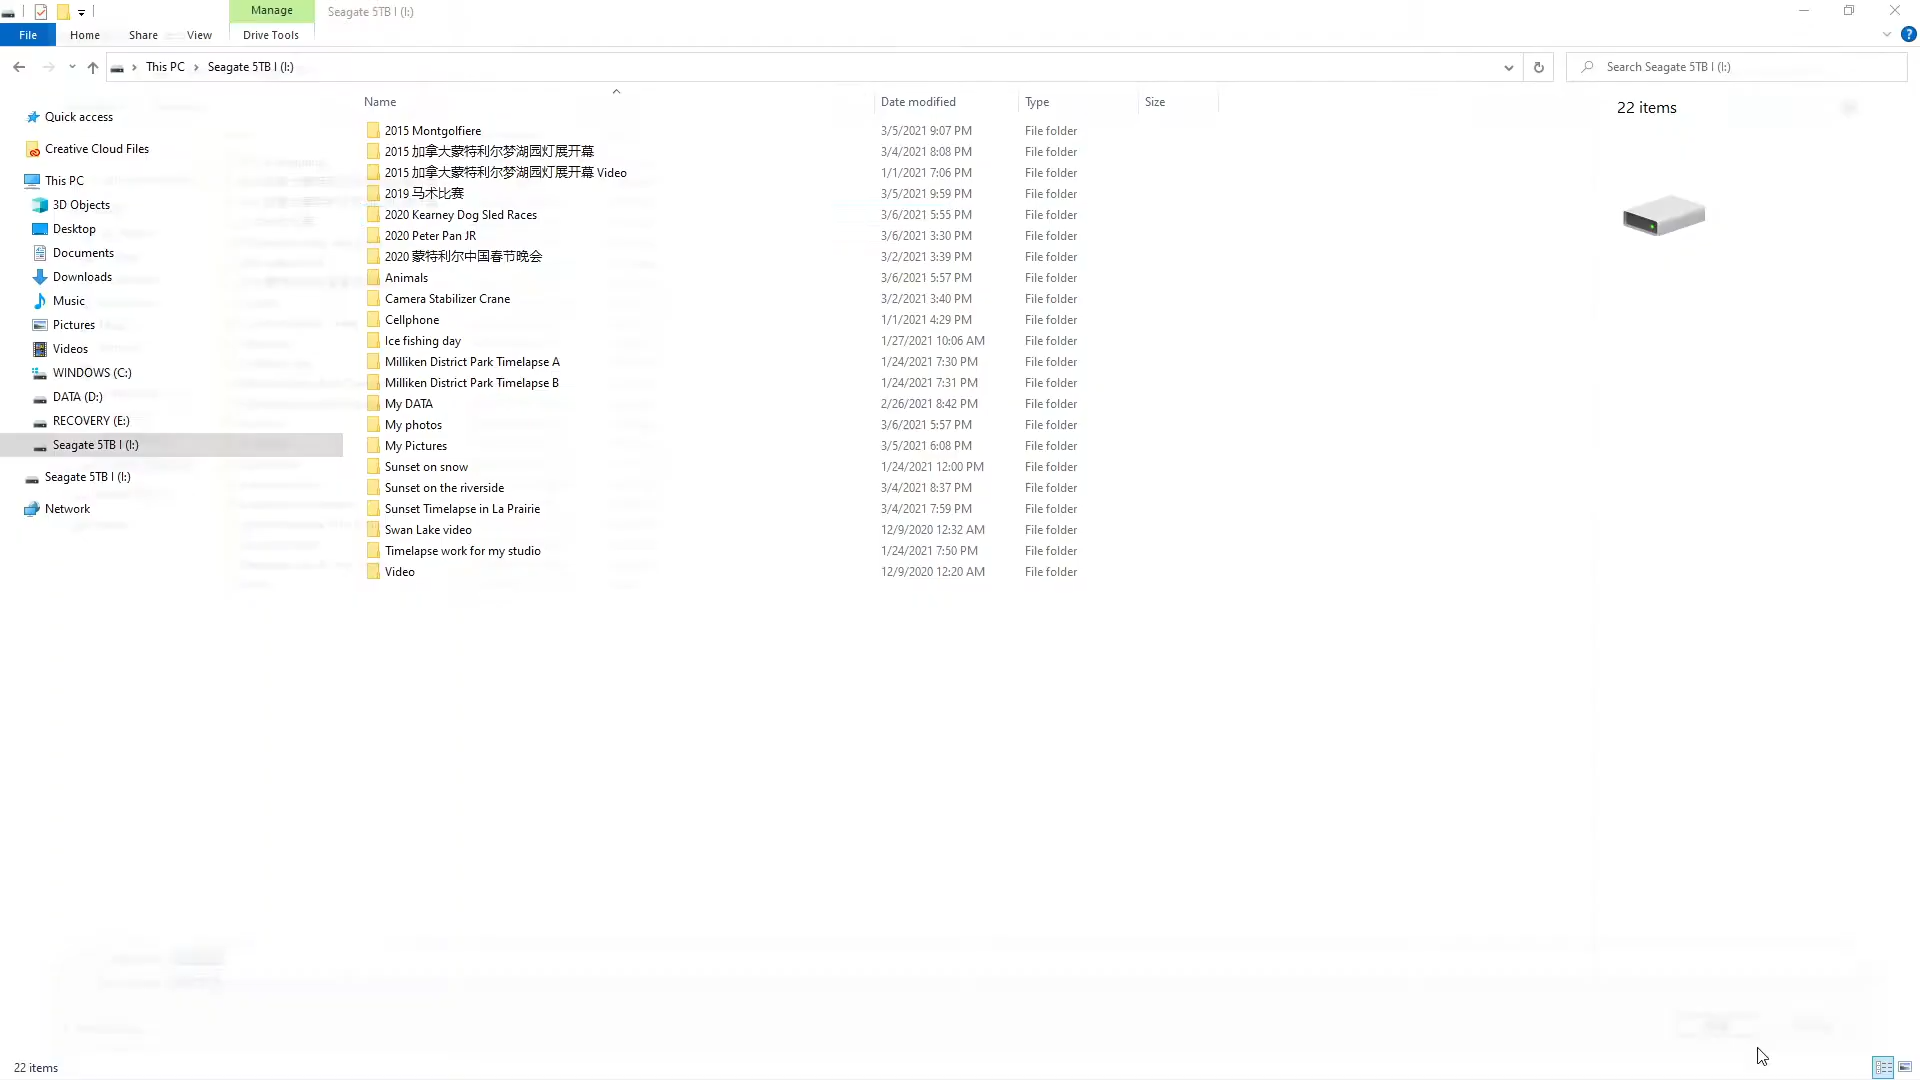 Manage
Seagate 5TB I (I:)
File
Home
Share
View
Drive Tools
This PC
Seagate 5TB I (I:)
Search Seagate 5TB I (I:)
Name
Date modified
Type
Size
22 items
Quick access
Creative Cloud Files
This PC
3D Objects
Desktop
Documents
Downloads
Music
Pictures
Videos
WINDOWS (C:)
DATA (D:)
RECOVERY (E:)
Seagate 5TB I (I:)
Seagate 5TB I (I:)
Network
2015 Montgolfiere 3/5/2021 9:07 PM File folder
2015 加拿大蒙特利尔梦湖园灯展开幕 3/4/2021 8:08 PM File folder
2015 加拿大蒙特利尔梦湖园灯展开幕 Video 1/1/2021 7:06 PM File folder
2019 马术比赛 3/5/2021 9:59 PM File folder
2020 Kearney Dog Sled Races 3/6/2021 5:55 PM File folder
2020 Peter Pan JR 3/6/2021 3:30 PM File folder
2020 蒙特利尔中国春节晚会 3/2/2021 3:39 PM File folder
Animals 3/6/2021 5:57 PM File folder
Camera Stabilizer Crane 3/2/2021 3:40 PM File folder
Cellphone 1/1/2021 4:29 PM File folder
Ice fishing day 1/27/2021 10:06 AM File folder
Milliken District Park Timelapse A 1/24/2021 7:30 PM File folder
Milliken District Park Timelapse B 1/24/2021 7:31 PM File folder
My DATA 2/26/2021 8:42 PM File folder
My photos 3/6/2021 5:57 PM File folder
My Pictures 3/5/2021 6:08 PM File folder
Sunset on snow 1/24/2021 12:00 PM File folder
Sunset on the riverside 3/4/2021 8:37 PM File folder
Sunset Timelapse in La Prairie 3/4/2021 7:59 PM File folder
Swan Lake video 12/9/2020 12:32 AM File folder
Timelapse work for my studio 1/24/2021 7:50 PM File folder
Video 12/9/2020 12:20 AM File folder
22 items